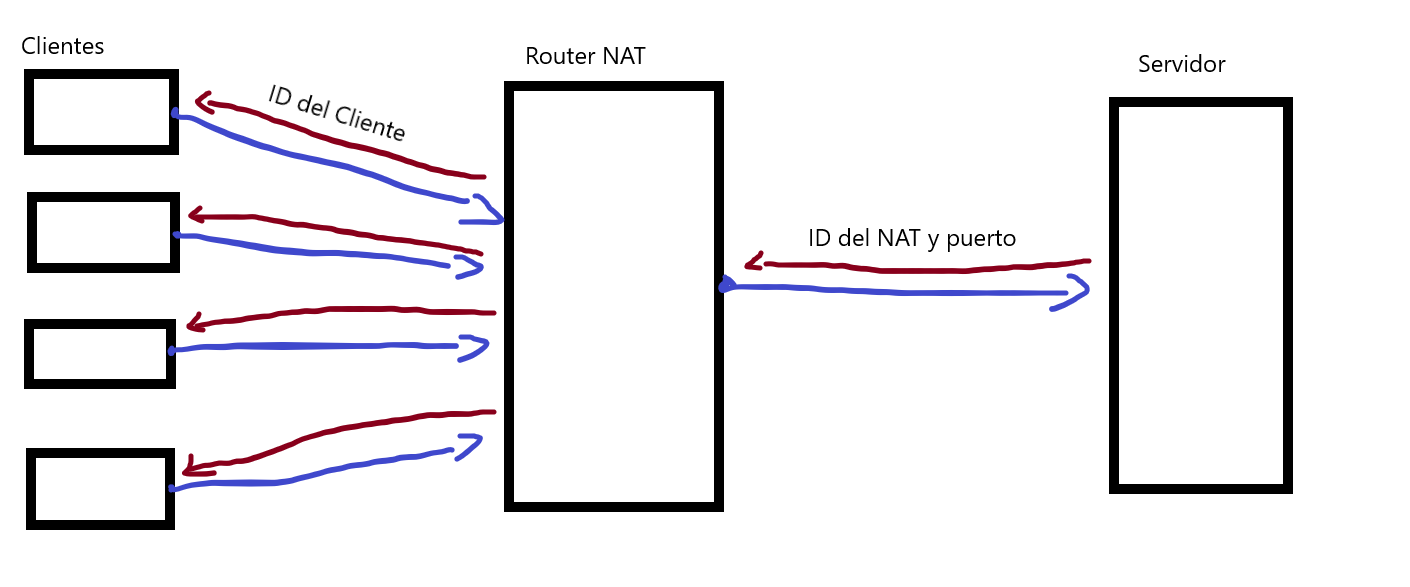 Clientes
Router NAT
Servidor
ID del Cliente
ID del NAT y puerto